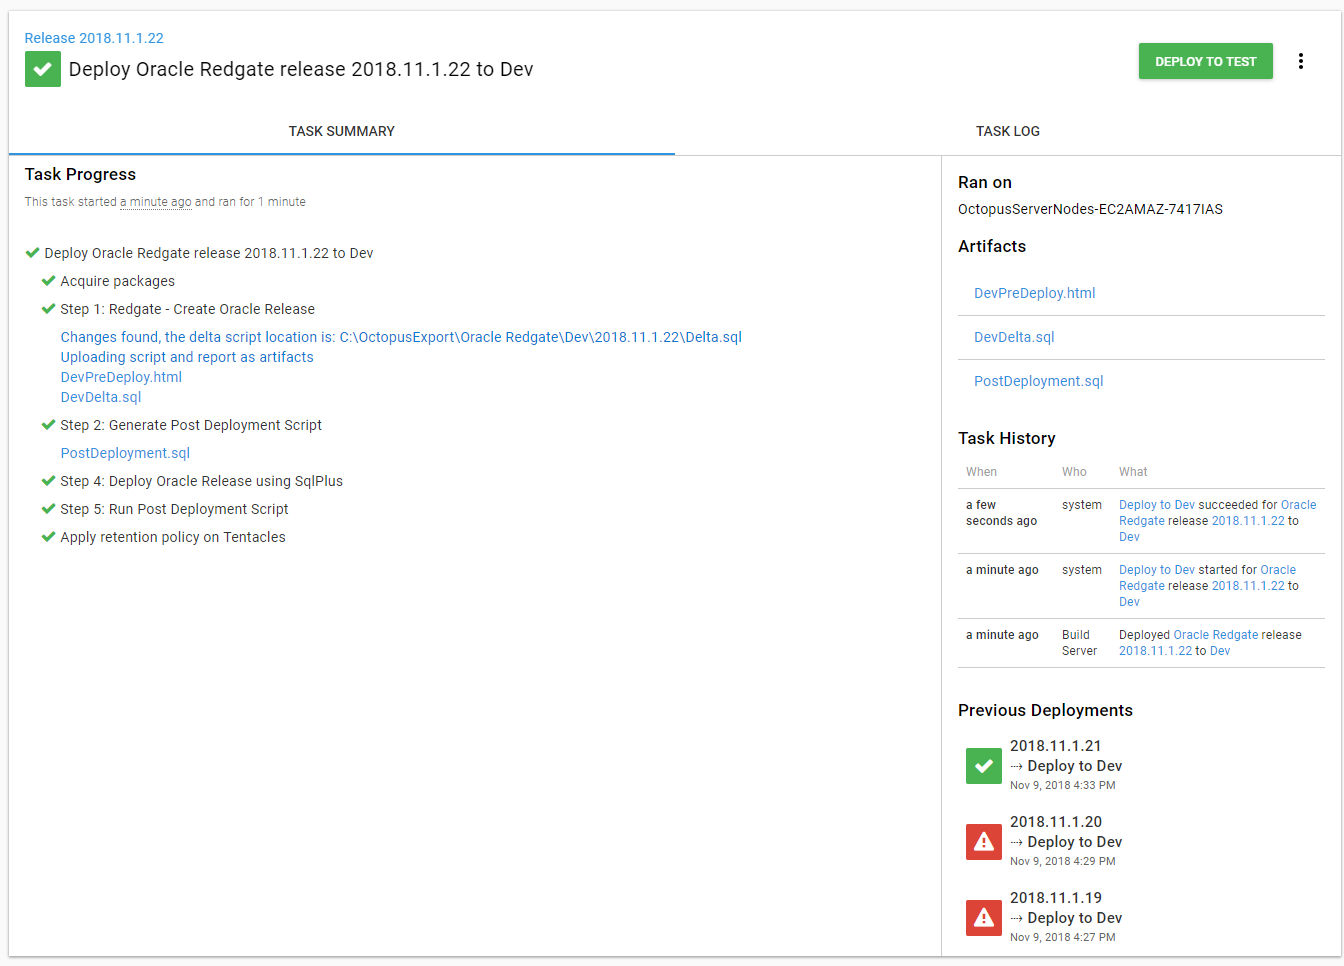 Release 2018.11.1.22
Deploy Oracle Redgate release 2018.11.1.22 to Dev
DEPLOY TO TEST
TASK SUMMARY
TASK LOG
Task Progress
This task started a minute ago and ran for 1 minute
Deploy Oracle Redgate release 2018.11.1.22 to Dev
Acquire packages
Step 1: Redgate - Create Oracle Release
Changes found, the delta script location is: C:\OctopusExport\Oracle Redgate\Dev\2018.11.1.22\Delta.sql
Uploading script and report as artifacts
DevPreDeploy.html
DevDelta.sql
Step 2: Generate Post Deployment Script
PostDeployment.sql
Step 4: Deploy Oracle Release using SqlPlus
Step 5: Run Post Deployment Script
Apply retention policy on Tentacles
Ran on
OctopusServerNodes-EC2AMAZ-7417IAS
Artifacts
DevPreDeploy.html
DevDelta.sql
PostDeployment.sql
Task History
When Who What
a few system Deploy to Dev succeeded for Oracle
seconds ago Redgate release 2018.11.1.22 to
Dev
a minute ago system Deploy to Dev started for Oracle
Redgate release 2018.11.1.22 to
Dev
a minute ago Build Deployed Oracle Redgate release
Server 2018.11.1.22 to Dev
Previous Deployments
2018.11.1.21
⇢ Deploy to Dev
Nov 9, 2018 4:33 PM
2018.11.1.20
⇢ Deploy to Dev
Nov 9, 2018 4:29 PM
2018.11.1.19
⇢ Deploy to Dev
Nov 9, 2018 4:27 PM